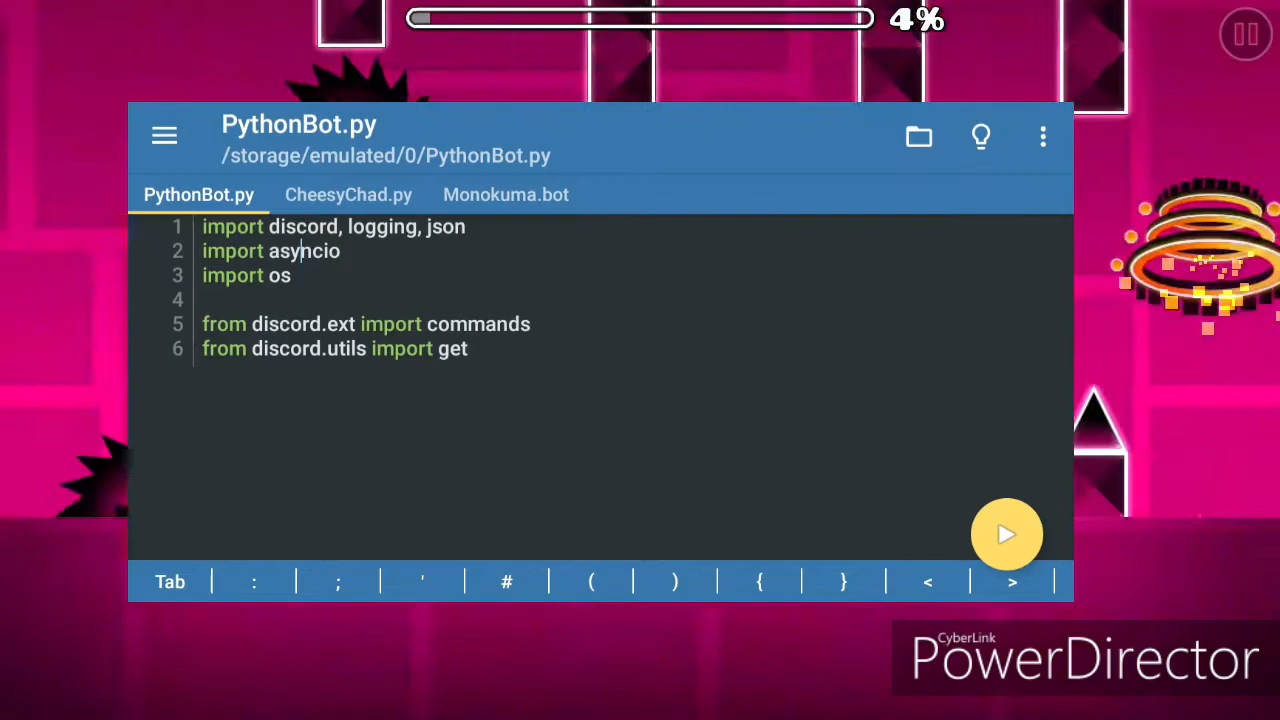 4%
PythonBot.py
/storage/emulated/0/PythonBot.py
PythonBot.py CheesyChad.py Monokuma.bot
1 import discord, logging, json
2 import asyncio
3 import os
4
5 from discord.ext import commands
6 from discord.utils import get
Tab : ; ' # ( ) { } < >
CyberLink
PowerDirector